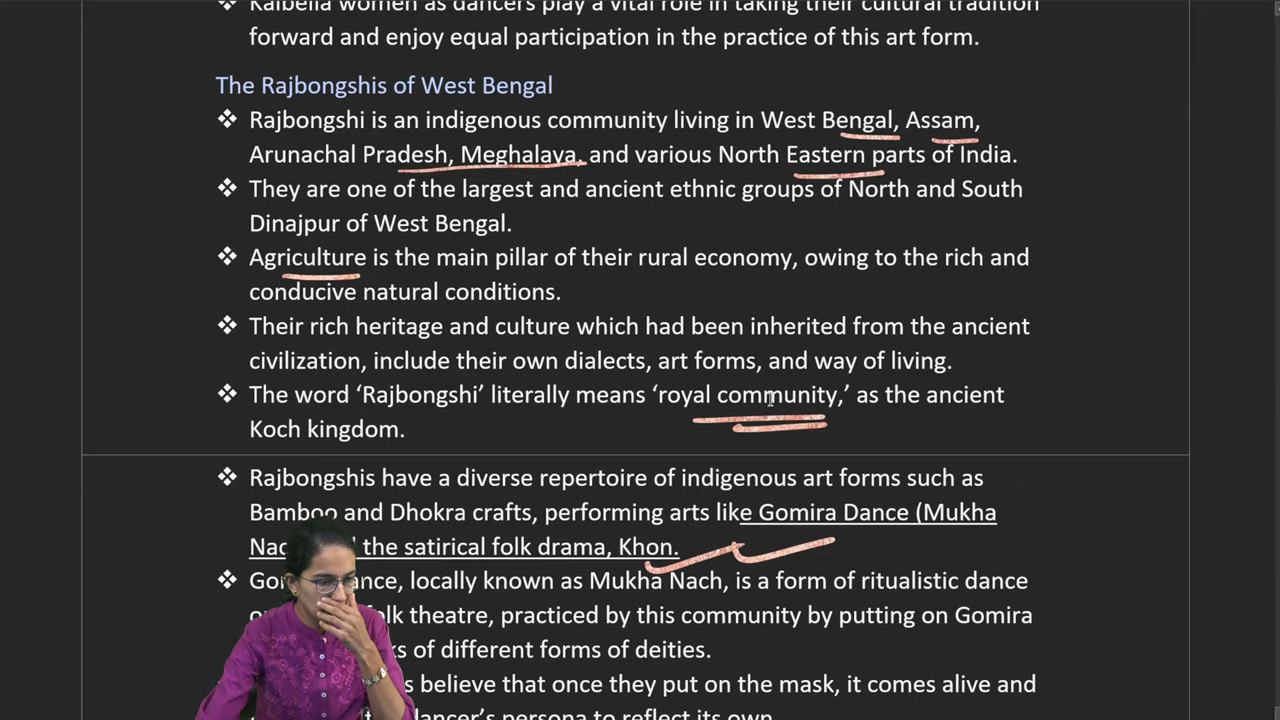 Kalbelia women as dancers play a vital role in taking their cultural tradition
forward and enjoy equal participation in the practice of this art form.
The Rajbongshis of West Bengal
❖ Rajbongshi is an indigenous community living in West Bengal, Assam,
Arunachal Pradesh, Meghalaya, and various North Eastern parts of India.
❖ They are one of the largest and ancient ethnic groups of North and South
Dinajpur of West Bengal.
❖ Agriculture is the main pillar of their rural economy, owing to the rich and
conducive natural conditions.
❖ Their rich heritage and culture which had been inherited from the ancient
civilization, include their own dialects, art forms, and way of living.
❖ The word ‘Rajbongshi’ literally means ‘royal community,’ as the ancient
Koch kingdom.
❖ Rajbongshis have a diverse repertoire of indigenous art forms such as
Bamboo and Dhokra crafts, performing arts like Gomira Dance (Mukha
the satirical folk drama, Khon.
❖ locally known as Mukha Nach, is a form of ritualistic dance
folk theatre, practiced by this community by putting on Gomira
of different forms of deities.
believe that once they put on the mask, it comes alive and
dancer’s persona to reflect its own